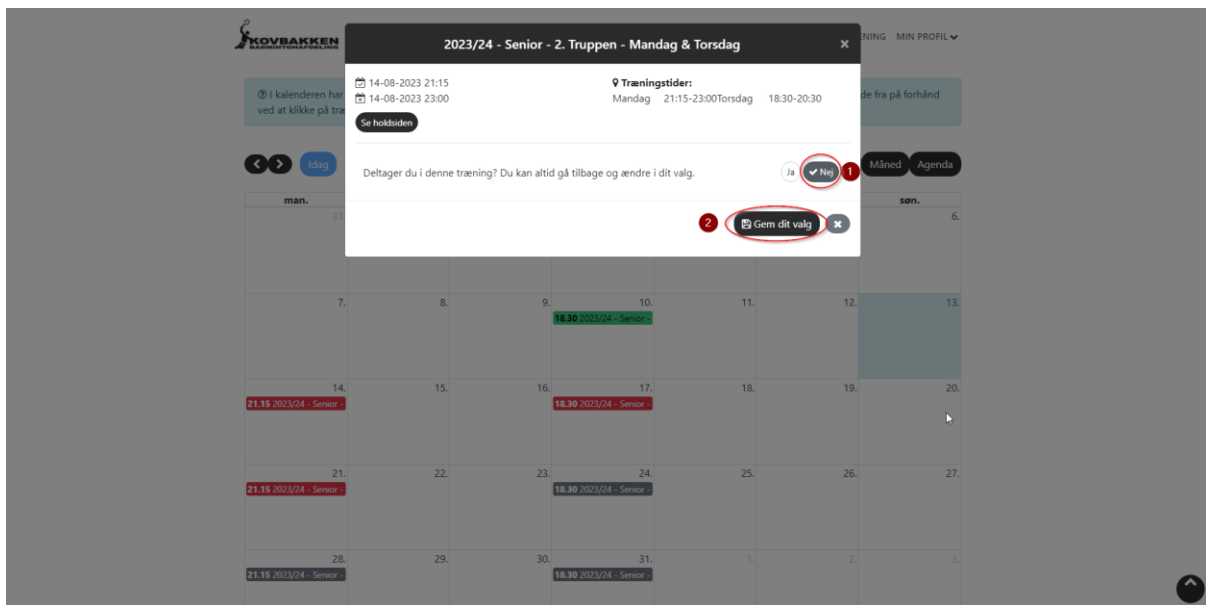 SKOVBAKKEN
BADMINTONAFDELING
NING MIN PROFIL
2023/24 - Senior - 2. Truppen - Mandag & Torsdag ×
14-08-2023 21:15
14-08-2023 23:00
Træningstider:
Mandag 21:15-23:00Torsdag 18:30-20:30
Se holdsiden
I kalenderen har
ved at klikke på træ
de fra på forhånd
Deltager du i denne træning? Du kan altid gå tilbage og ændre i dit valg. Ja Nej 1
Idag
Måned Agenda
2 Gem dit valg
man. søn.
31 6.
7. 8. 9. 10. 11. 12. 13.
18.30 2023/24 - Senior -
14. 15. 16. 17. 18. 19. 20.
21.15 2023/24 - Senior - 18.30 2023/24 - Senior -
21. 22. 23. 24. 25. 26. 27.
21.15 2023/24 - Senior - 18.30 2023/24 - Senior -
28. 29. 30. 31. 1. 2. 3.
21.15 2023/24 - Senior - 18.30 2023/24 - Senior -